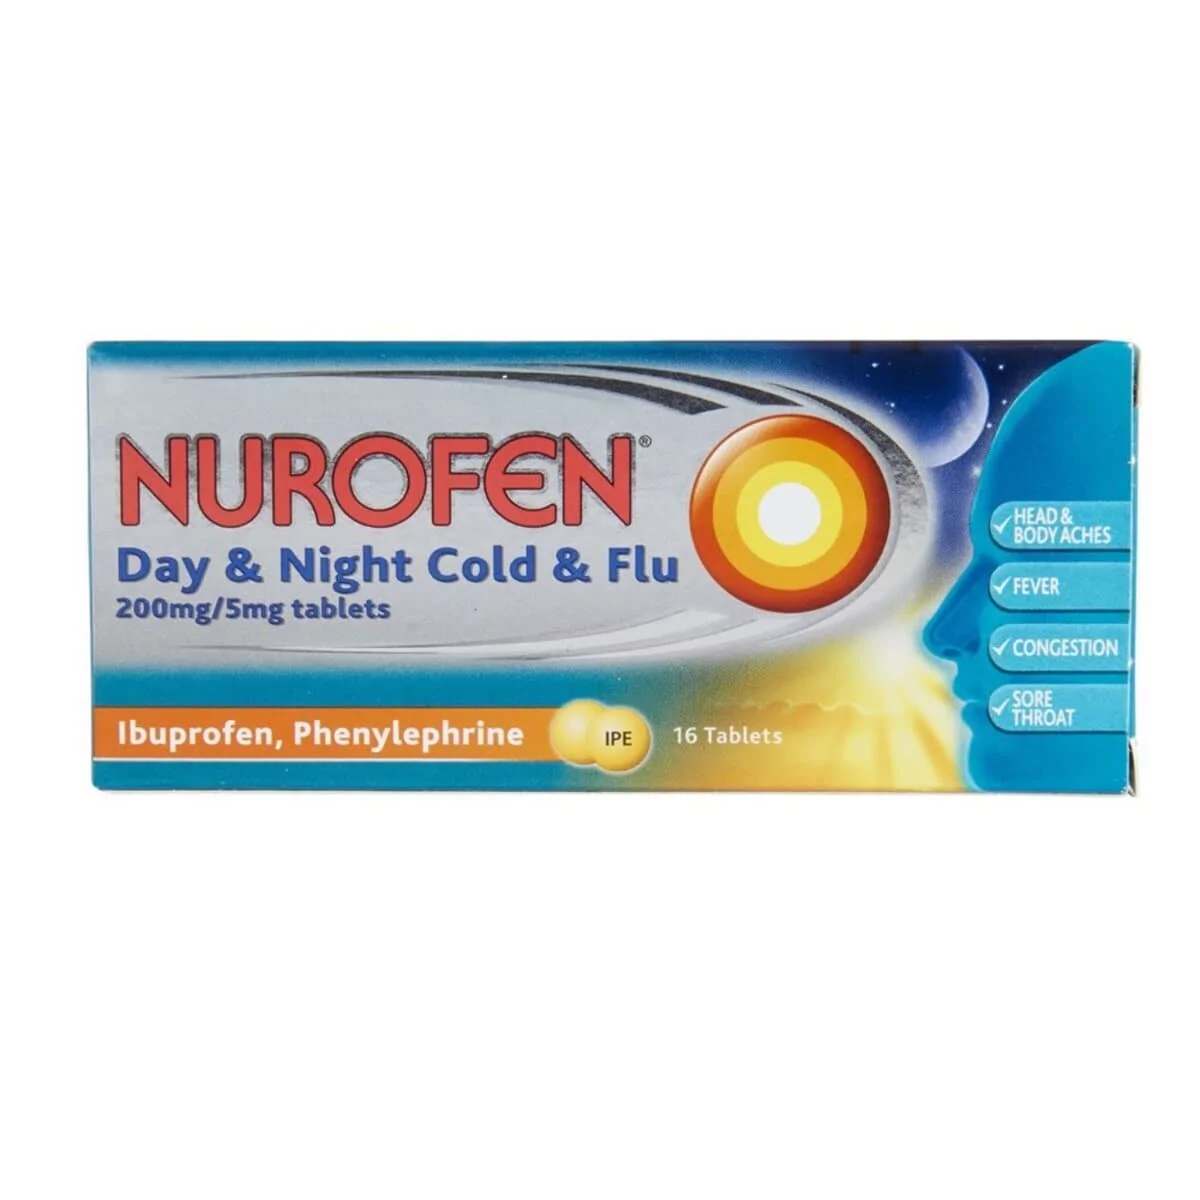 NUROFEN®
Day & Night Cold & Flu
200mg/5mg tablets
Ibuprofen, Phenylephrine
IPE
16 Tablets
HEAD &
BODY ACHES
FEVER
CONGESTION
SORE
THROAT